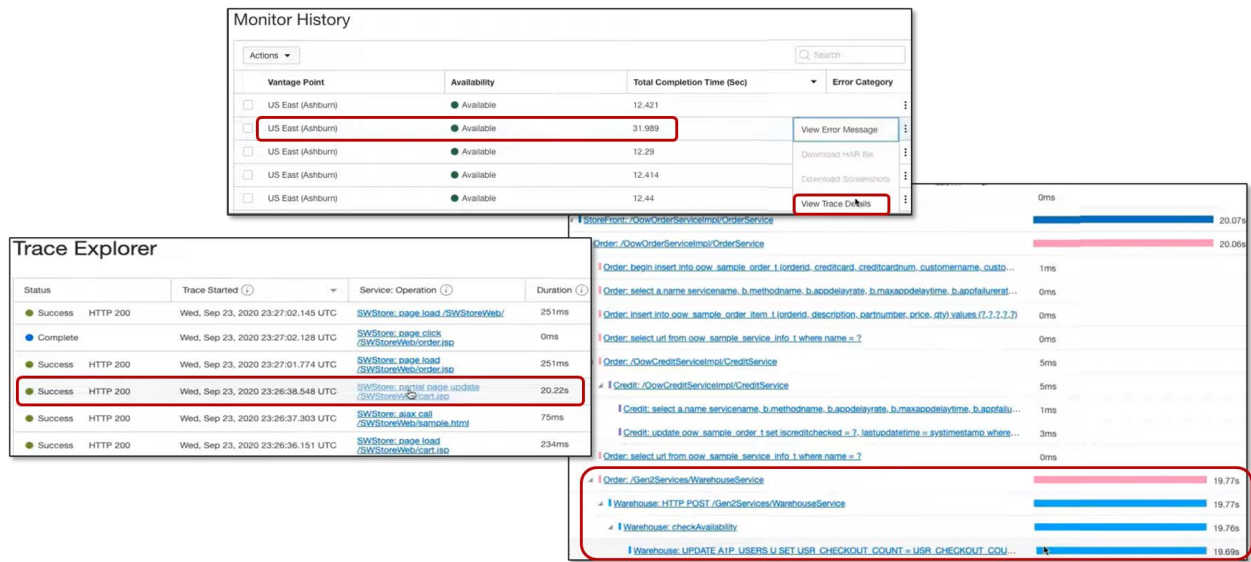 Monitor History
Actions
Search
Vantage Point Availability Total Completion Time (Sec) Error Category
US East (Ashburn) Available 12.421
US East (Ashburn) Available 31.989 View Error Message
US East (Ashburn) Available 12.29 Download HAR file
US East (Ashburn) Available 12.414 Download Screenshots
US East (Ashburn) Available 12.44 View Trace Details
Trace Explorer
Status Trace Started Service: Operation Duration
Success HTTP 200 Wed, Sep 23, 2020 23:27:02.145 UTC SWStore: page load /SWStoreWeb/ 251ms
Complete Wed, Sep 23, 2020 23:27:02.128 UTC SWStore: page click 0ms
/SWStoreWeb/order.jsp
Success HTTP 200 Wed, Sep 23, 2020 23:27:01.774 UTC SWStore: page load 251ms
/SWStoreWeb/order.jsp
Success HTTP 200 Wed, Sep 23, 2020 23:26:38.548 UTC SWStore: partial page update 20.22s
/SWStoreWeb/cart.jsp
Success HTTP 200 Wed, Sep 23, 2020 23:26:37.303 UTC SWStore: ajax call 75ms
/SWStoreWeb/sample.html
Success HTTP 200 Wed, Sep 23, 2020 23:26:36.151 UTC SWStore: page load 234ms
/SWStoreWeb/cart.jsp
0ms
StoreFront: /OowOrderServiceImpl/OrderService 20.07s
Order: /OowOrderServiceImpl/OrderService 20.06s
Order: begin insert into oow_sample_order_t (orderid, creditcard, creditcardnum, customername, custo... 1ms
Order: select a.name servicename, b.methodname, b.appdelayrate, b.maxappdelaytime, b.appfailurerat... 0ms
Order: insert into oow_sample_order_item_t (orderid, description, partnumber, price, qty) values (?,?,?,?,?) 0ms
Order: select url from oow_sample_service_info_t where name = ? 0ms
Order: /OowCreditServiceImpl/CreditService 5ms
Credit: /OowCreditServiceImpl/CreditService 5ms
Credit: select a.name servicename, b.methodname, b.appdelayrate, b.maxappdelaytime, b.appfailu... 1ms
Credit: update oow_sample_order_t set iscreditchecked = ?, lastupdatetime = systimestamp where... 3ms
Order: select url from oow_sample_service_info_t where name = ? 0ms
Order: /Gen2Services/WarehouseService 19.77s
Warehouse: HTTP POST /Gen2Services/WarehouseService 19.77s
Warehouse: checkAvailability 19.76s
Warehouse: UPDATE A1P_USERS U SET USR_CHECKOUT_COUNT = USR_CHECKOUT_COU... 19.69s